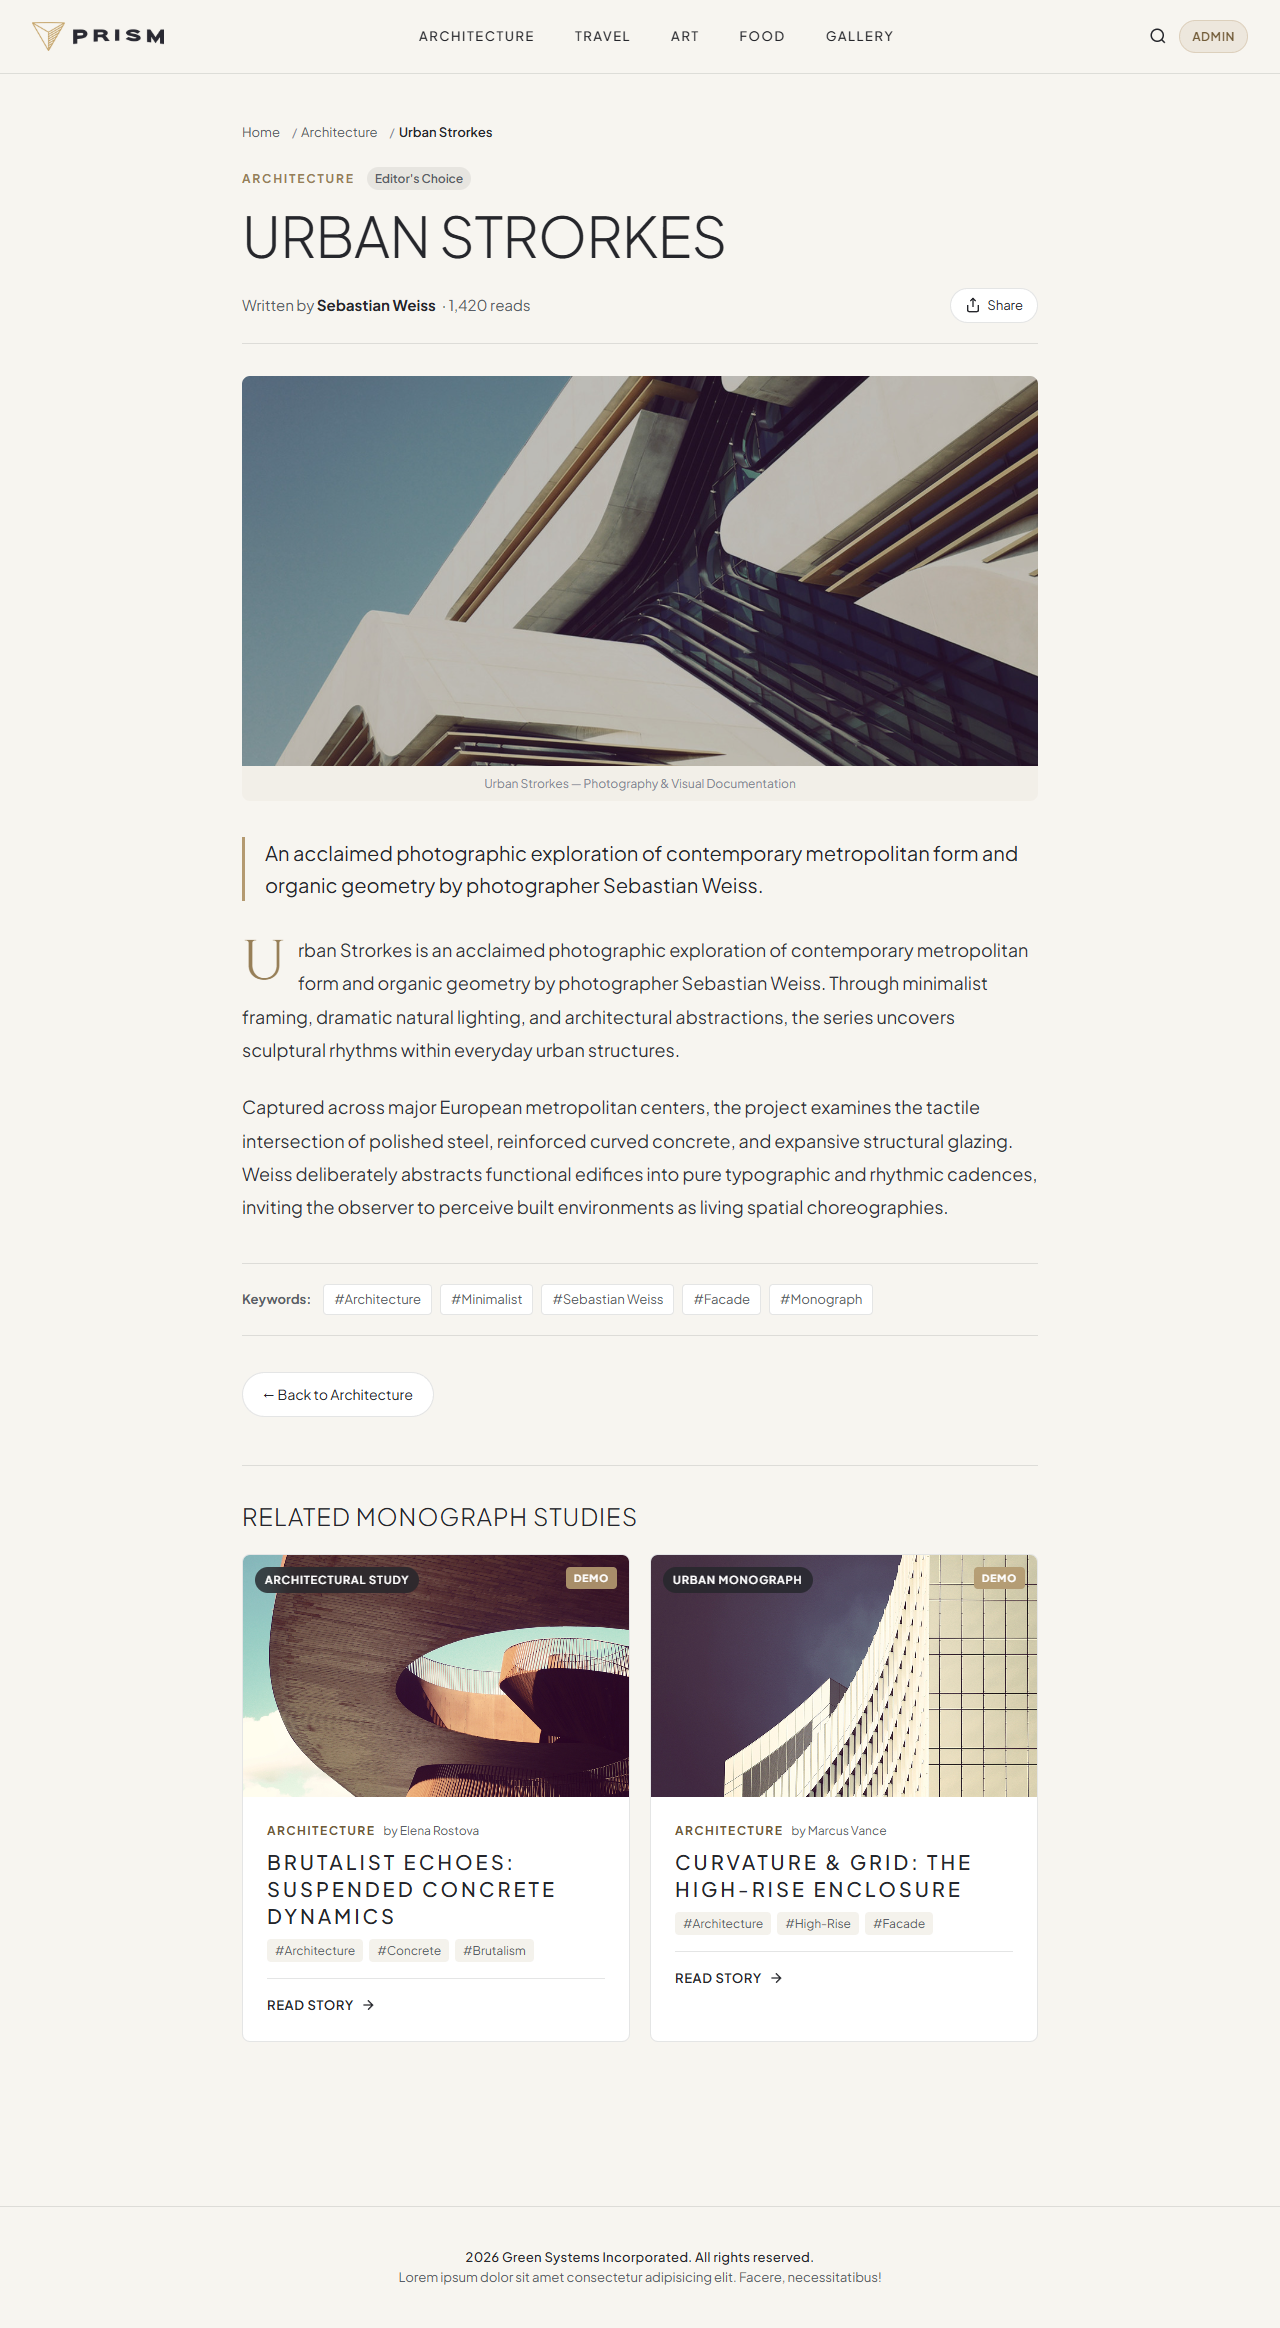 PRISM
ARCHITECTURE TRAVEL ART FOOD GALLERY
ADMIN
Home / Architecture / Urban Strorkes
ARCHITECTURE Editor's Choice
URBAN STRORKES
Written by Sebastian Weiss · 1,420 reads
Share
Urban Strorkes — Photography & Visual Documentation
An acclaimed photographic exploration of contemporary metropolitan form and
organic geometry by photographer Sebastian Weiss.
Urban Strorkes is an acclaimed photographic exploration of contemporary metropolitan
form and organic geometry by photographer Sebastian Weiss. Through minimalist
framing, dramatic natural lighting, and architectural abstractions, the series uncovers
sculptural rhythms within everyday urban structures.
Captured across major European metropolitan centers, the project examines the tactile
intersection of polished steel, reinforced curved concrete, and expansive structural glazing.
Weiss deliberately abstracts functional edifices into pure typographic and rhythmic cadences,
inviting the observer to perceive built environments as living spatial choreographies.
Keywords: #Architecture #Minimalist #Sebastian Weiss #Facade #Monograph
← Back to Architecture
RELATED MONOGRAPH STUDIES
ARCHITECTURAL STUDY DEMO
ARCHITECTURE by Elena Rostova
BRUTALIST ECHOES:
SUSPENDED CONCRETE
DYNAMICS
#Architecture #Concrete #Brutalism
READ STORY →
URBAN MONOGRAPH DEMO
ARCHITECTURE by Marcus Vance
CURVATURE & GRID: THE
HIGH-RISE ENCLOSURE
#Architecture #High-Rise #Facade
READ STORY →
2026 Green Systems Incorporated. All rights reserved.
Lorem ipsum dolor sit amet consectetur adipisicing elit. Facere, necessitatibus!